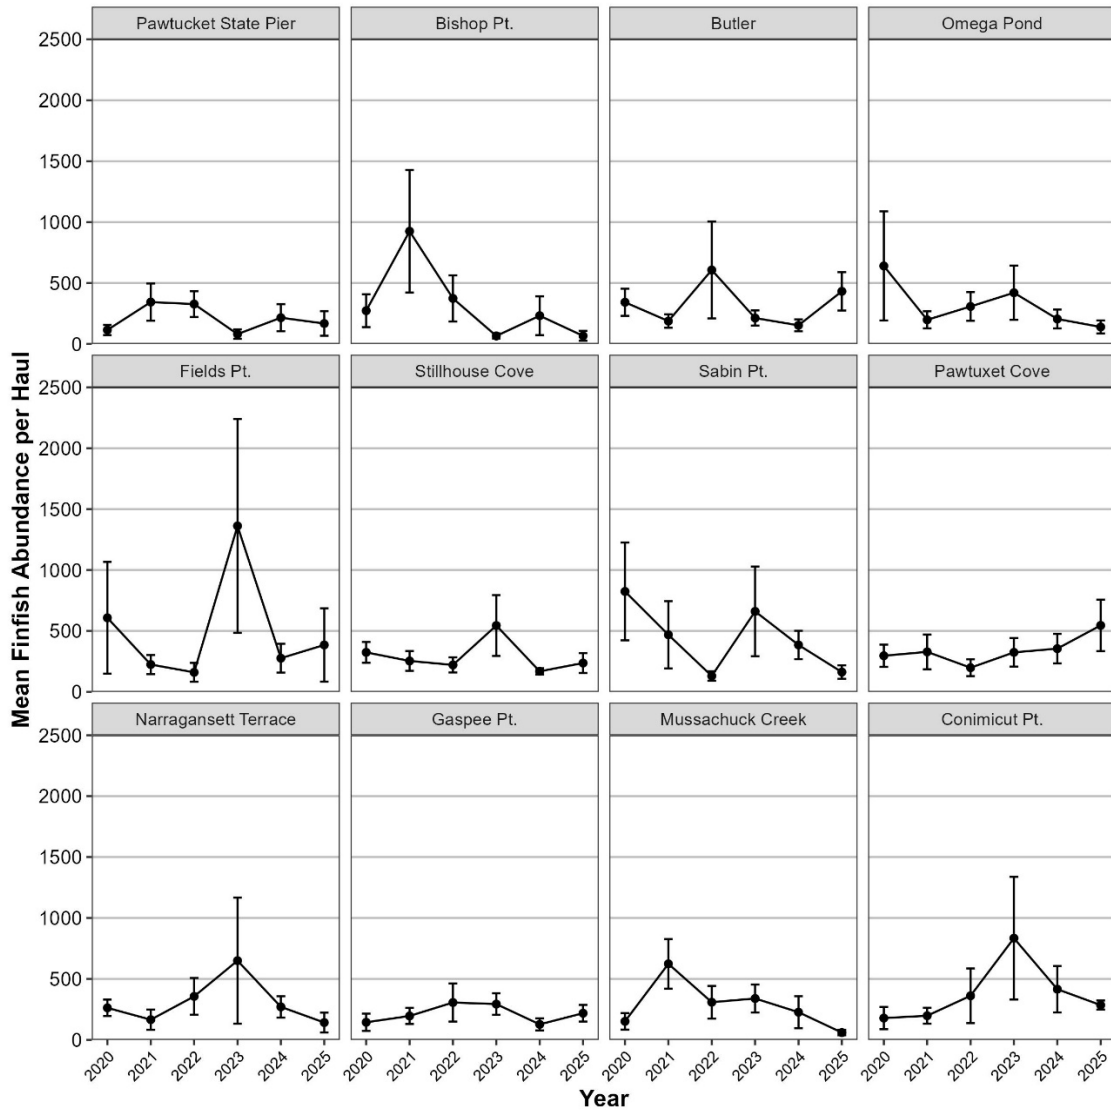 Mean Finfish Abundance per Haul
Pawtucket State Pier
Bishop Pt.
Butler
Omega Pond
2500
2000
1500
1000
500
0
Fields Pt.
Stillhouse Cove
Sabin Pt.
Pawtuxet Cove
2500
2000
1500
1000
500
0
Narragansett Terrace
Gaspee Pt.
Mussachuck Creek
Conimicut Pt.
2500
2000
1500
1000
500
0
2020 2021 2022 2023 2024 2025
2020 2021 2022 2023 2024 2025
2020 2021 2022 2023 2024 2025
2020 2021 2022 2023 2024 2025
Year